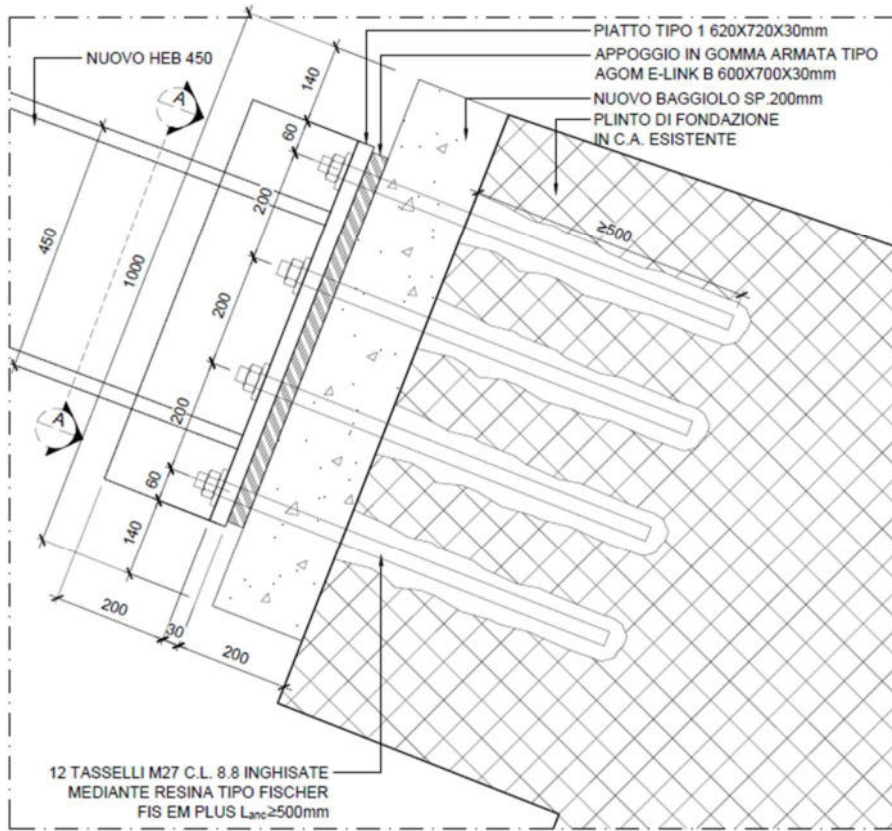 PIATTO TIPO 1 620X720X30mm
NUOVO HEB 450
APPOGGIO IN GOMMA ARMATA TIPO
AGOM E-LINK B 600X700X30mm
NUOVO BAGGIOLO SP.200mm
PLINTO DI FONDAZIONE
IN C.A. ESISTENTE
140
60
A
200
≥500
450
1000
200
200
A
60
140
200
30
200
12 TASSELLI M27 C.L. 8.8 INGHISATE
MEDIANTE RESINA TIPO FISCHER
FIS EM PLUS Lanc≥500mm